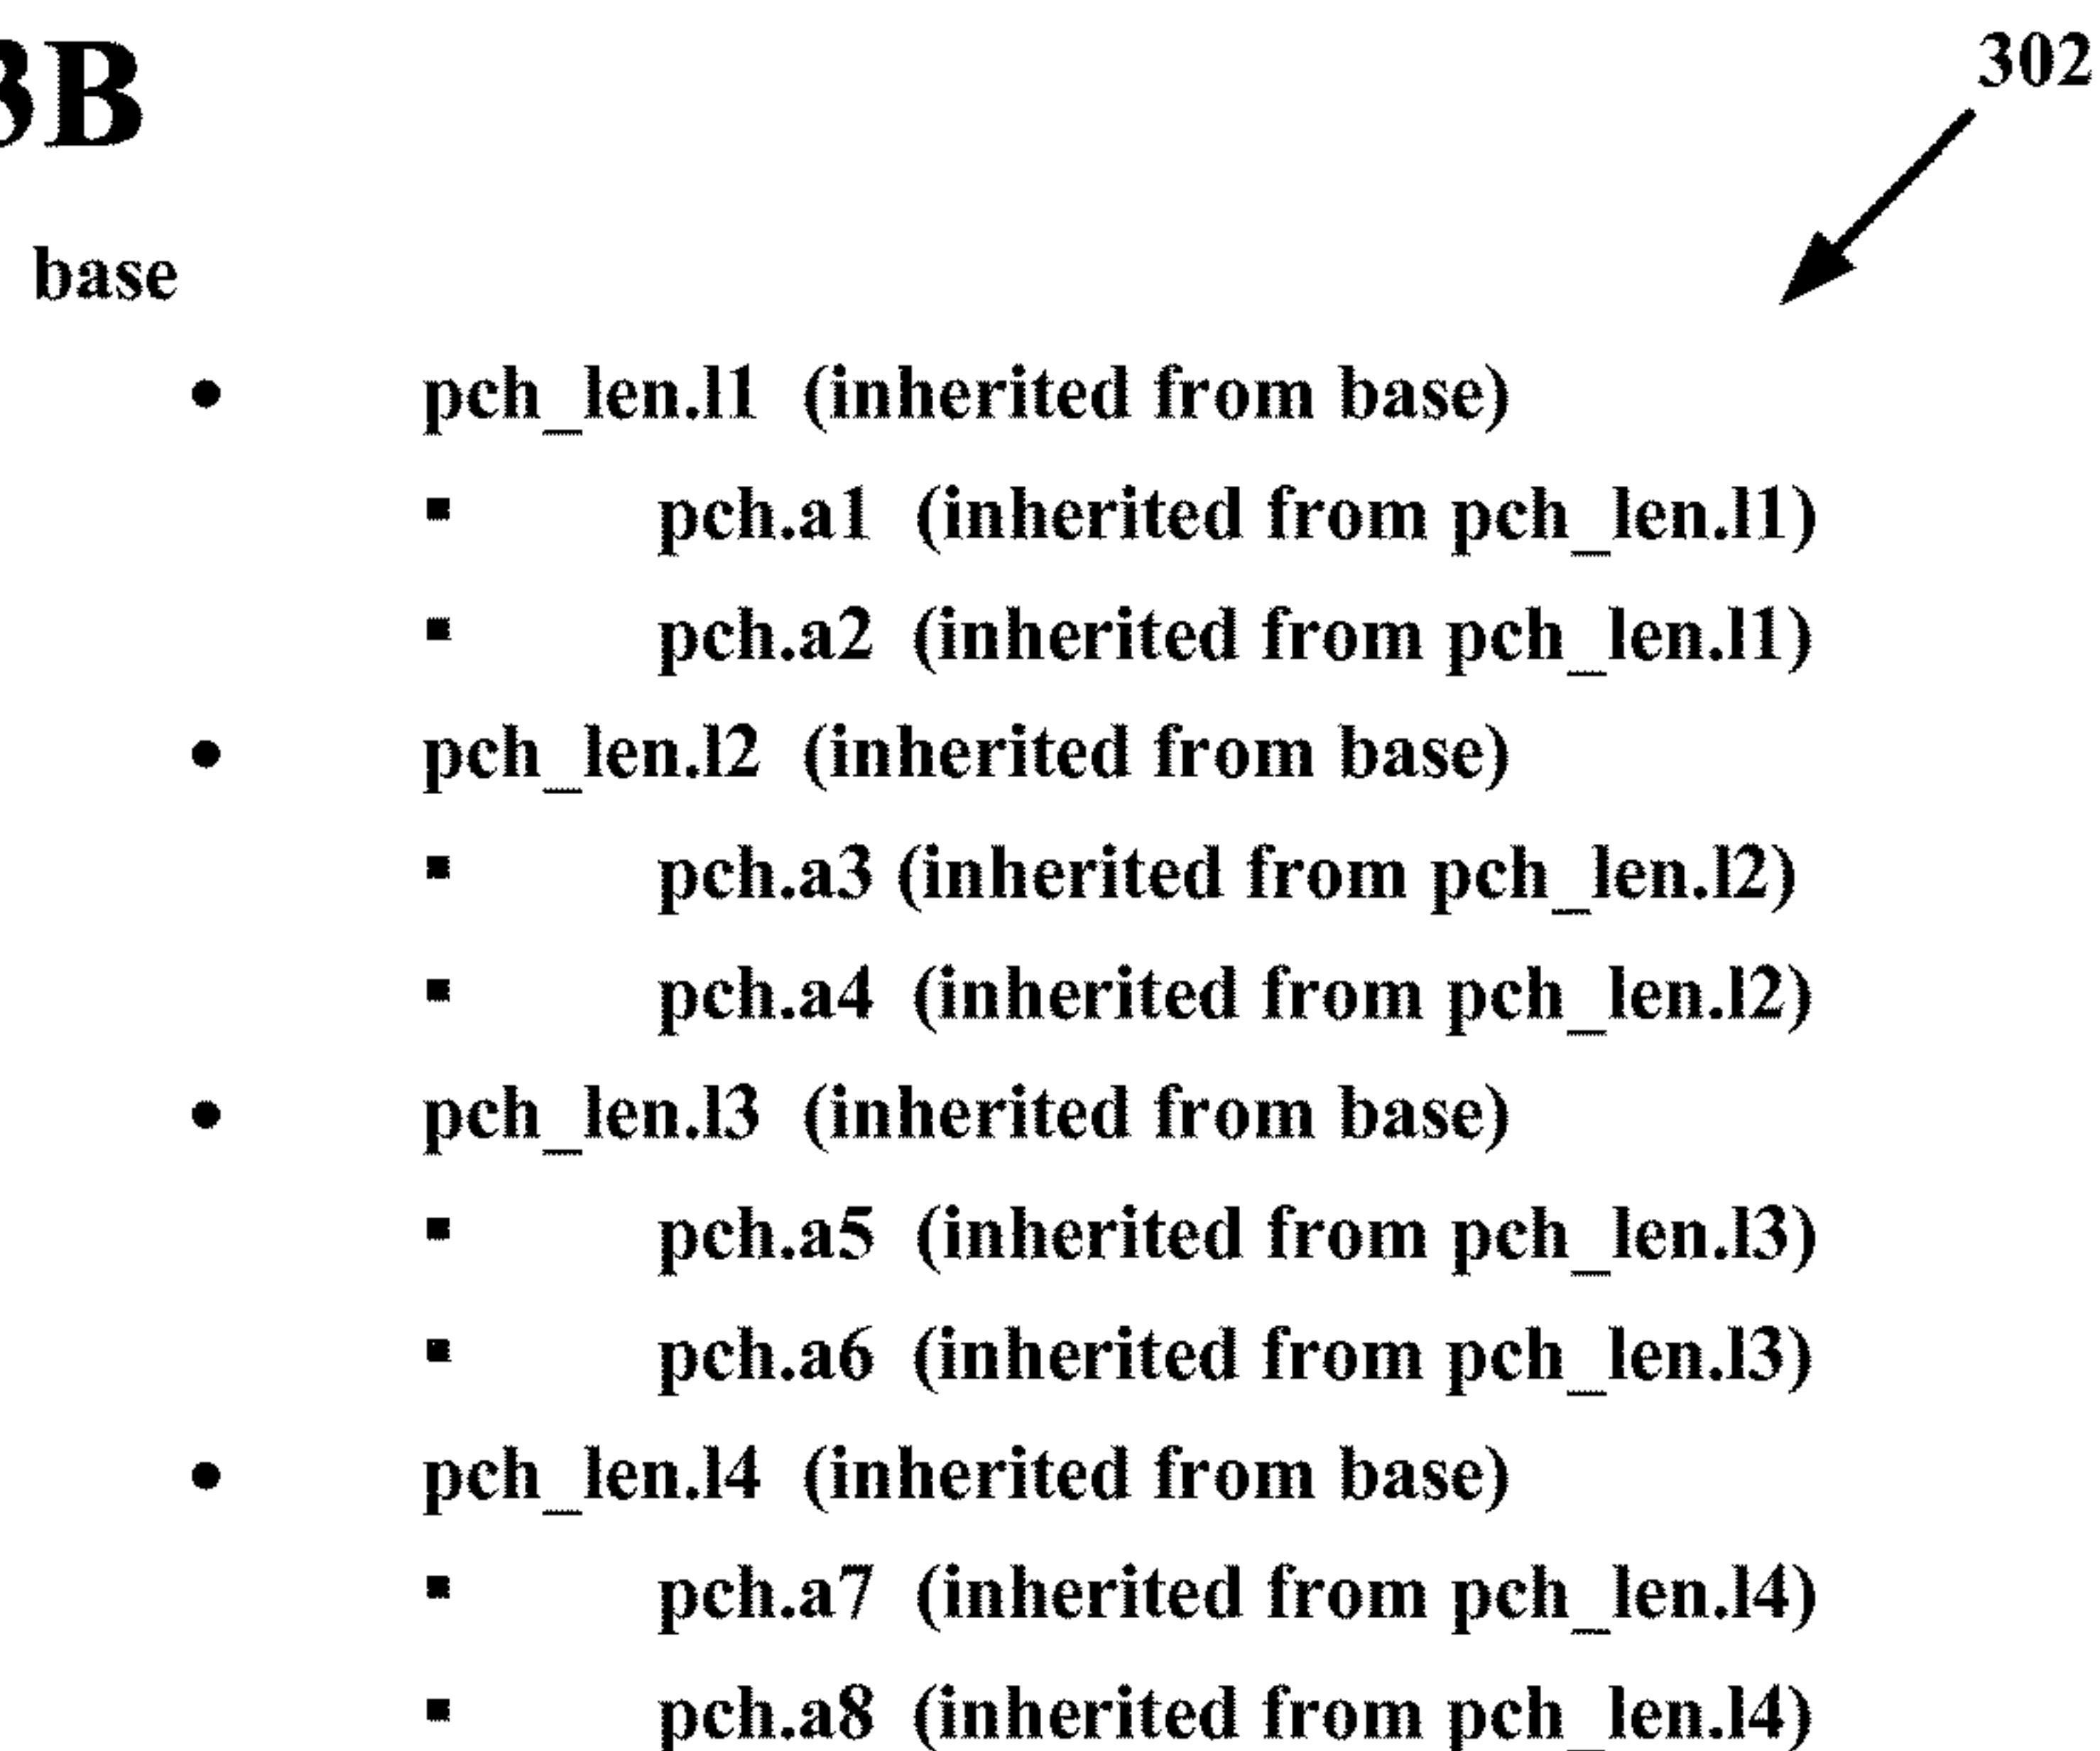 3B
302
base
• pch_len.l1 (inherited from base)
▪ pch.a1 (inherited from pch_len.l1)
▪ pch.a2 (inherited from pch_len.l1)
• pch_len.l2 (inherited from base)
▪ pch.a3 (inherited from pch_len.l2)
▪ pch.a4 (inherited from pch_len.l2)
• pch_len.l3 (inherited from base)
▪ pch.a5 (inherited from pch_len.l3)
▪ pch.a6 (inherited from pch_len.l3)
• pch_len.l4 (inherited from base)
▪ pch.a7 (inherited from pch_len.l4)
▪ pch.a8 (inherited from pch_len.l4)